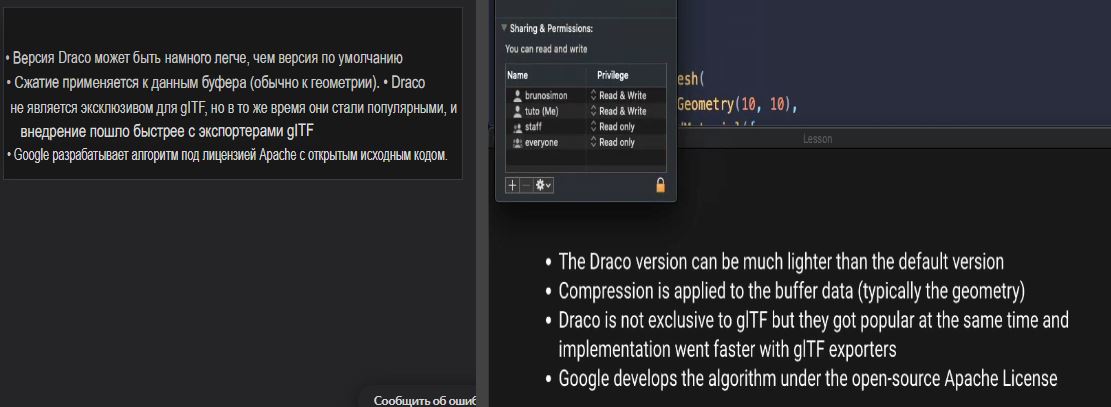 • Версия Draco может быть намного легче, чем версия по умолчанию
• Сжатие применяется к данным буфера (обычно к геометрии). • Draco
не является эксклюзивом для glTF, но в то же время они стали популярными, и
внедрение пошло быстрее с экспортерами glTF
• Google разрабатывает алгоритм под лицензией Apache с открытым исходным кодом.
Сообщить об ошиб
Sharing & Permissions:
You can read and write
Name Privilege
brunosimon Read & Write
tuto (Me) Read & Write
staff Read only
everyone Read only
esh(
Geometry(10, 10),
Lesson
• The Draco version can be much lighter than the default version
• Compression is applied to the buffer data (typically the geometry)
• Draco is not exclusive to glTF but they got popular at the same time and
implementation went faster with glTF exporters
• Google develops the algorithm under the open-source Apache License